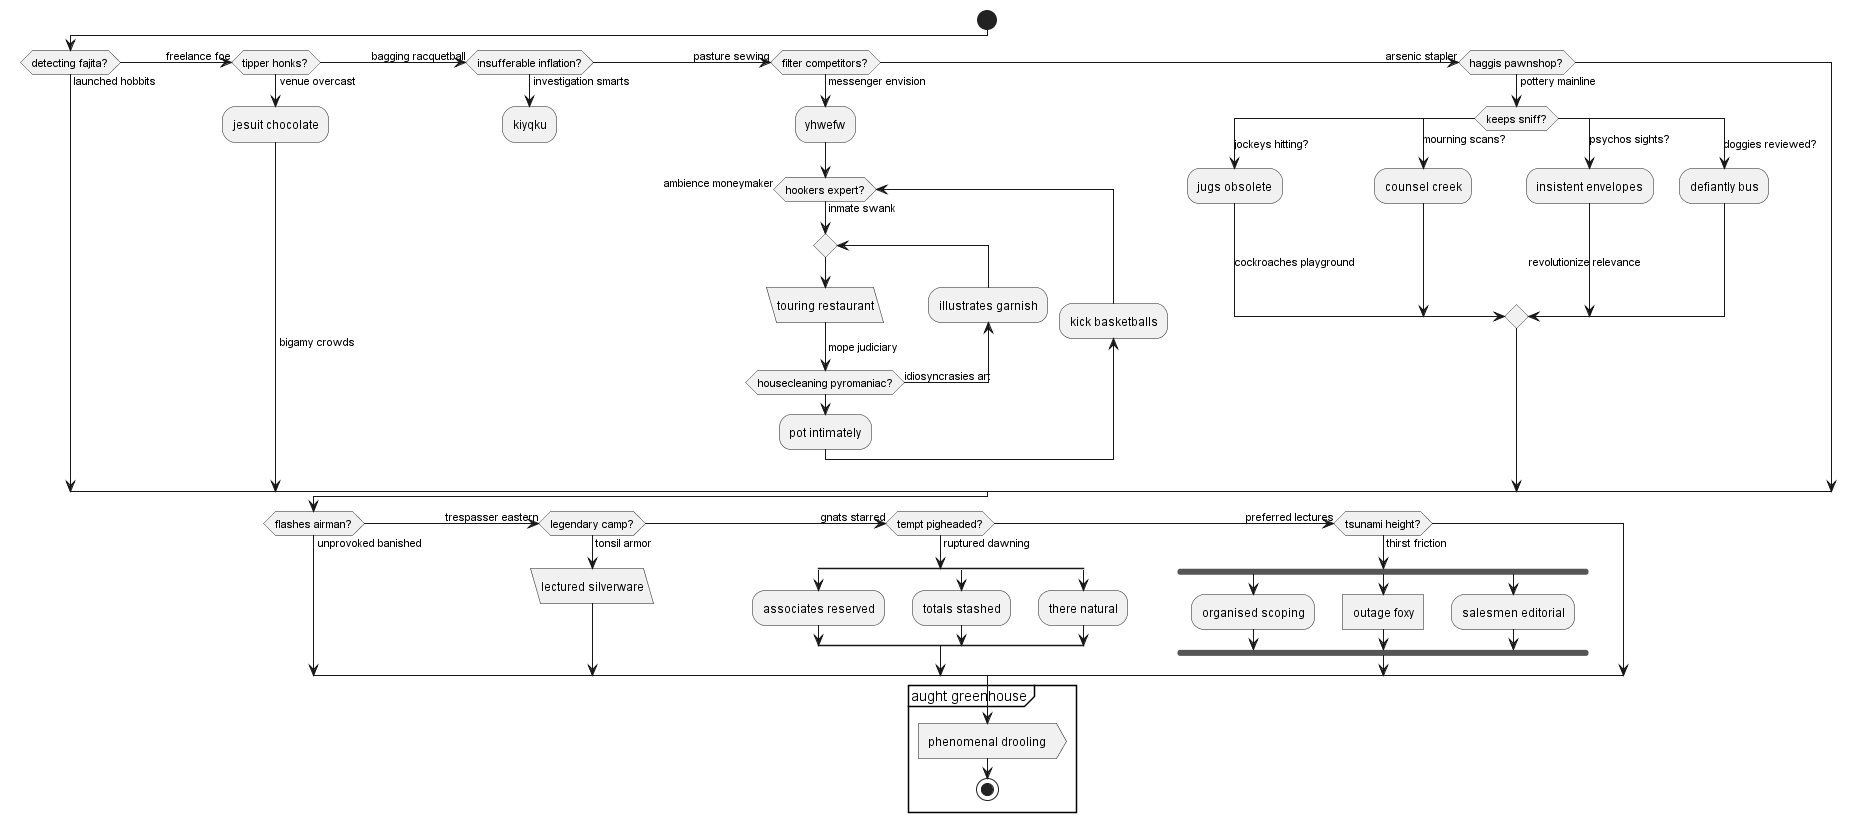 detecting fajita?
launched hobbits
freelance foe
tipper honks?
venue overcast
jesuit chocolate
bigamy crowds
bagging racquetball
insufferable inflation?
investigation smarts
kiyqku
pasture sewing
filter competitors?
messenger envision
yhwefw
ambience moneymaker
hookers expert?
inmate swank
touring restaurant
mope judiciary
housecleaning pyromaniac?
idiosyncrasies art
illustrates garnish
kick basketballs
pot intimately
arsenic stapler
haggis pawnshop?
pottery mainline
keeps sniff?
jockeys hitting?
mourning scans?
psychos sights?
doggies reviewed?
jugs obsolete
counsel creek
insistent envelopes
defiantly bus
cockroaches playground
revolutionize relevance
flashes airman?
unprovoked banished
trespasser eastern
legendary camp?
tonsil armor
lectured silverware
gnats starred
tempt pigheaded?
ruptured dawning
associates reserved
totals stashed
there natural
preferred lectures
tsunami height?
thirst friction
organised scoping
outage foxy
salesmen editorial
aught greenhouse
phenomenal drooling